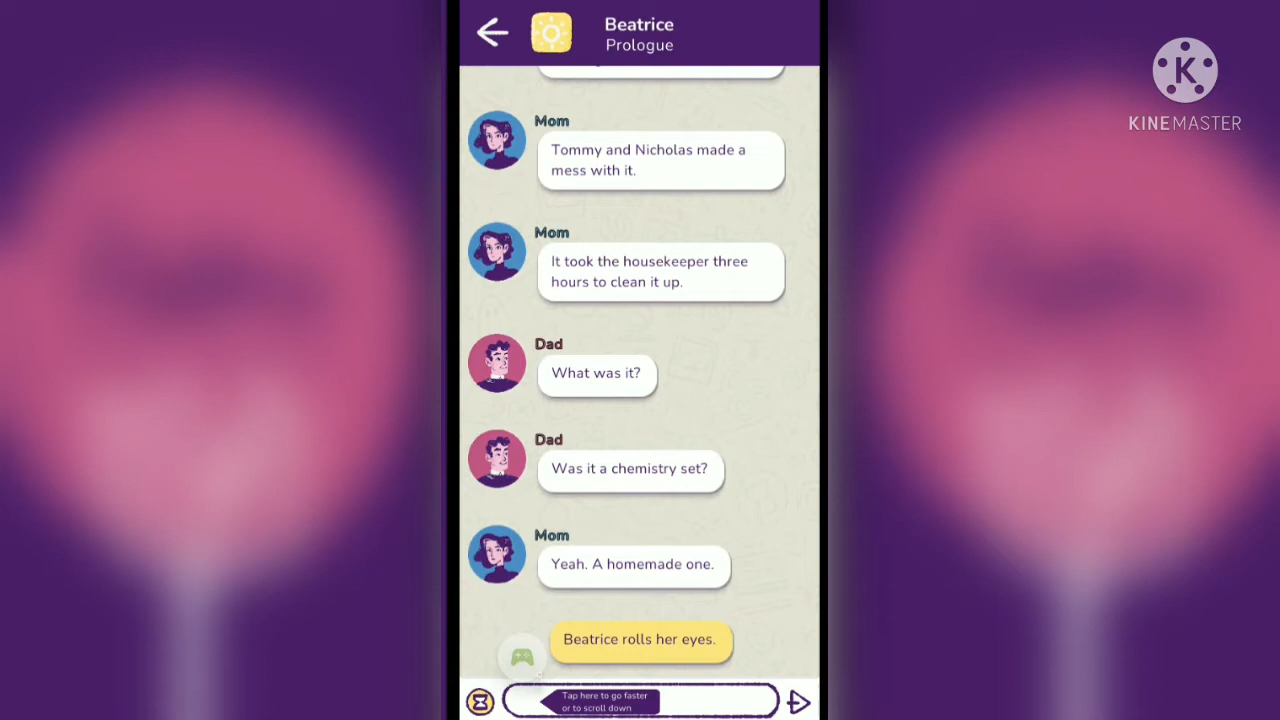 Beatrice
Prologue
KINEMASTER
Mom
Tommy and Nicholas made a
mess with it.
Mom
It took the housekeeper three
hours to clean it up.
Dad
What was it?
Dad
Was it a chemistry set?
Mom
Yeah. A homemade one.
Beatrice rolls her eyes.
Tap here to go faster
or to scroll down